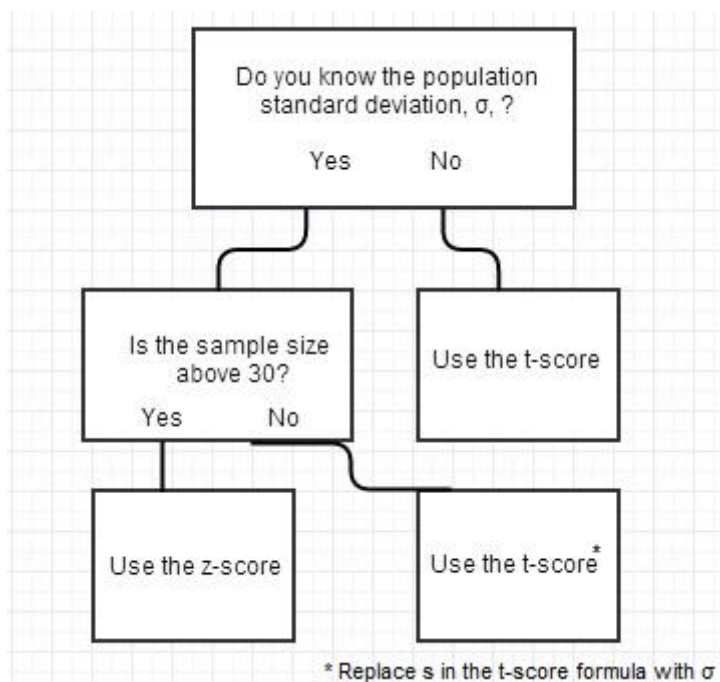 Do you know the population
standard deviation, σ, ?
Yes No
Is the sample size
above 30?
Yes No
Use the t-score
Use the z-score
Use the t-score*
* Replace s in the t-score formula with σ